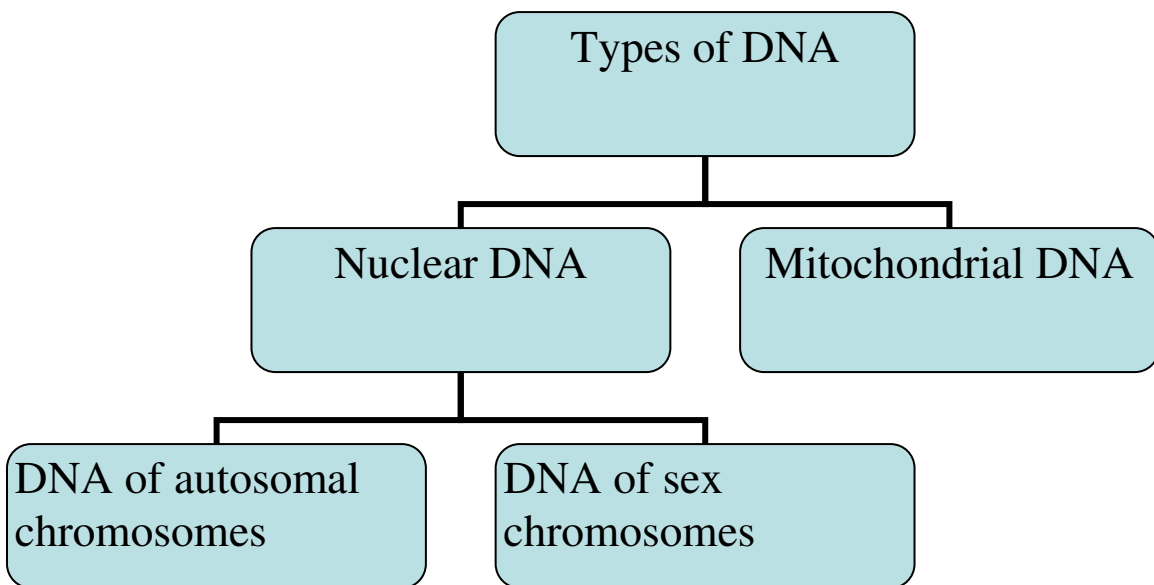 Types of DNA
Nuclear DNA
Mitochondrial DNA
DNA of autosomal
chromosomes
DNA of sex
chromosomes